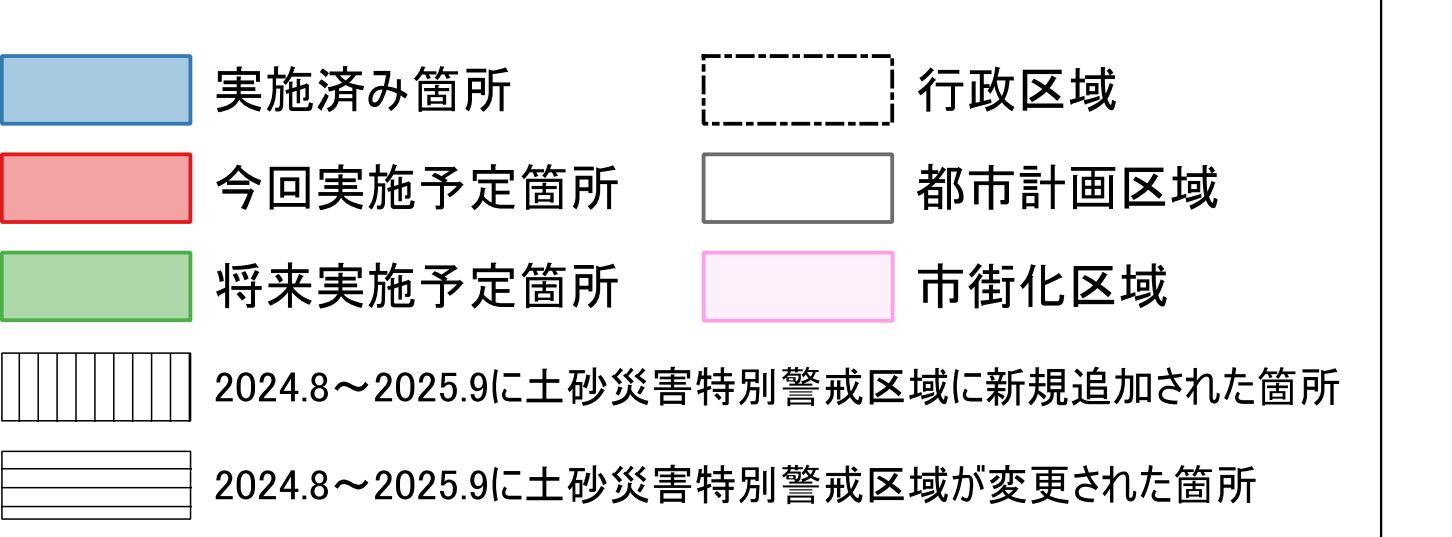 実施済み箇所
今回実施予定箇所
将来実施予定箇所
行政区域
都市計画区域
市街化区域
2024.8～2025.9に土砂災害特別警戒区域に新規追加された箇所
2024.8～2025.9に土砂災害特別警戒区域が変更された箇所